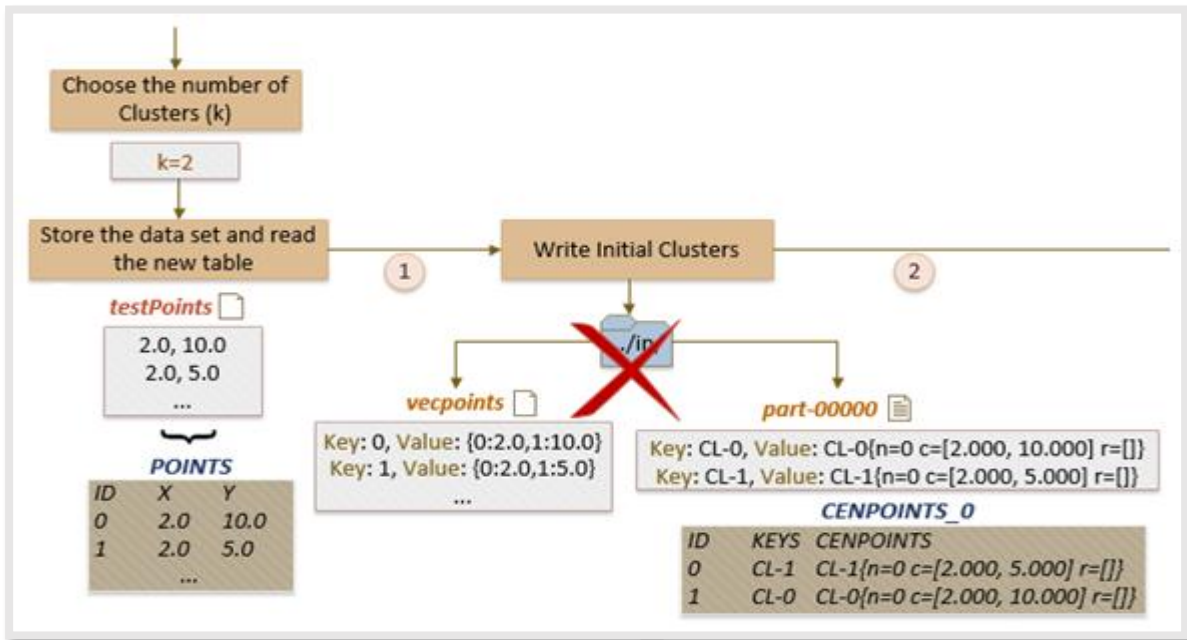 Choose the number of
Clusters (k)
k=2
Store the data set and read
the new table
1
Write Initial Clusters
2
testPoints
2.0, 10.0
2.0, 5.0
...
POINTS
ID X Y
0 2.0 10.0
1 2.0 5.0
...
./in/
vecpoints
Key: 0, Value: {0:2.0,1:10.0}
Key: 1, Value: {0:2.0,1:5.0}
...
part-00000
Key: CL-0, Value: CL-0{n=0 c=[2.000, 10.000] r=[]}
Key: CL-1, Value: CL-1{n=0 c=[2.000, 5.000] r=[]}
CENPOINTS_0
ID KEYS CENPOINTS
0 CL-1 CL-1{n=0 c=[2.000, 5.000] r=[]}
1 CL-0 CL-0{n=0 c=[2.000, 10.000] r=[]}